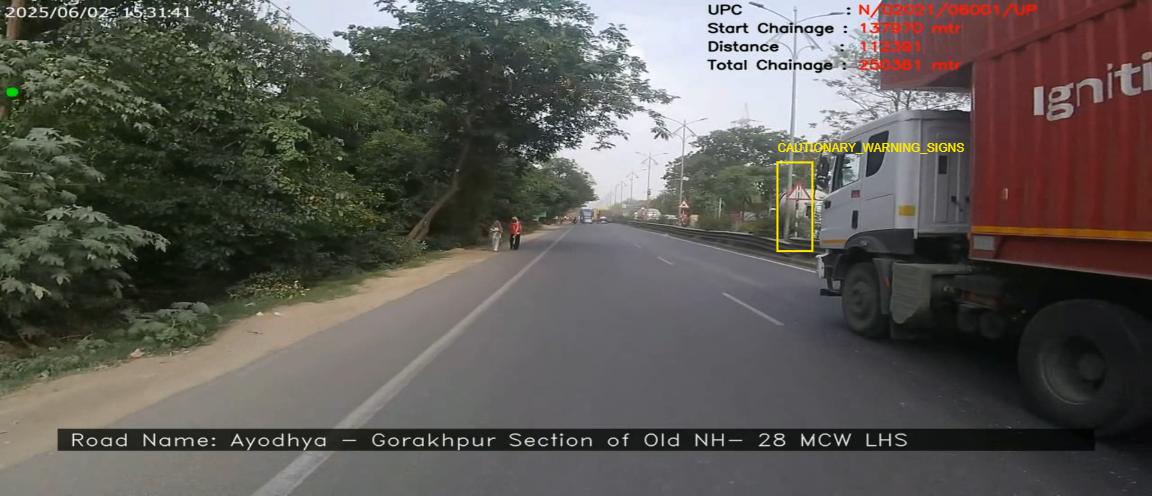 2025/06/02 15:31:41
UPC : N/02021/06001/UP
Start Chainage : 137970 mtr
Distance : 112391
Total Chainage : 250361 mtr
CAUTIONARY_WARNING_SIGNS
Igniti
Road Name: Ayodhya - Gorakhpur Section of Old NH- 28 MCW LHS